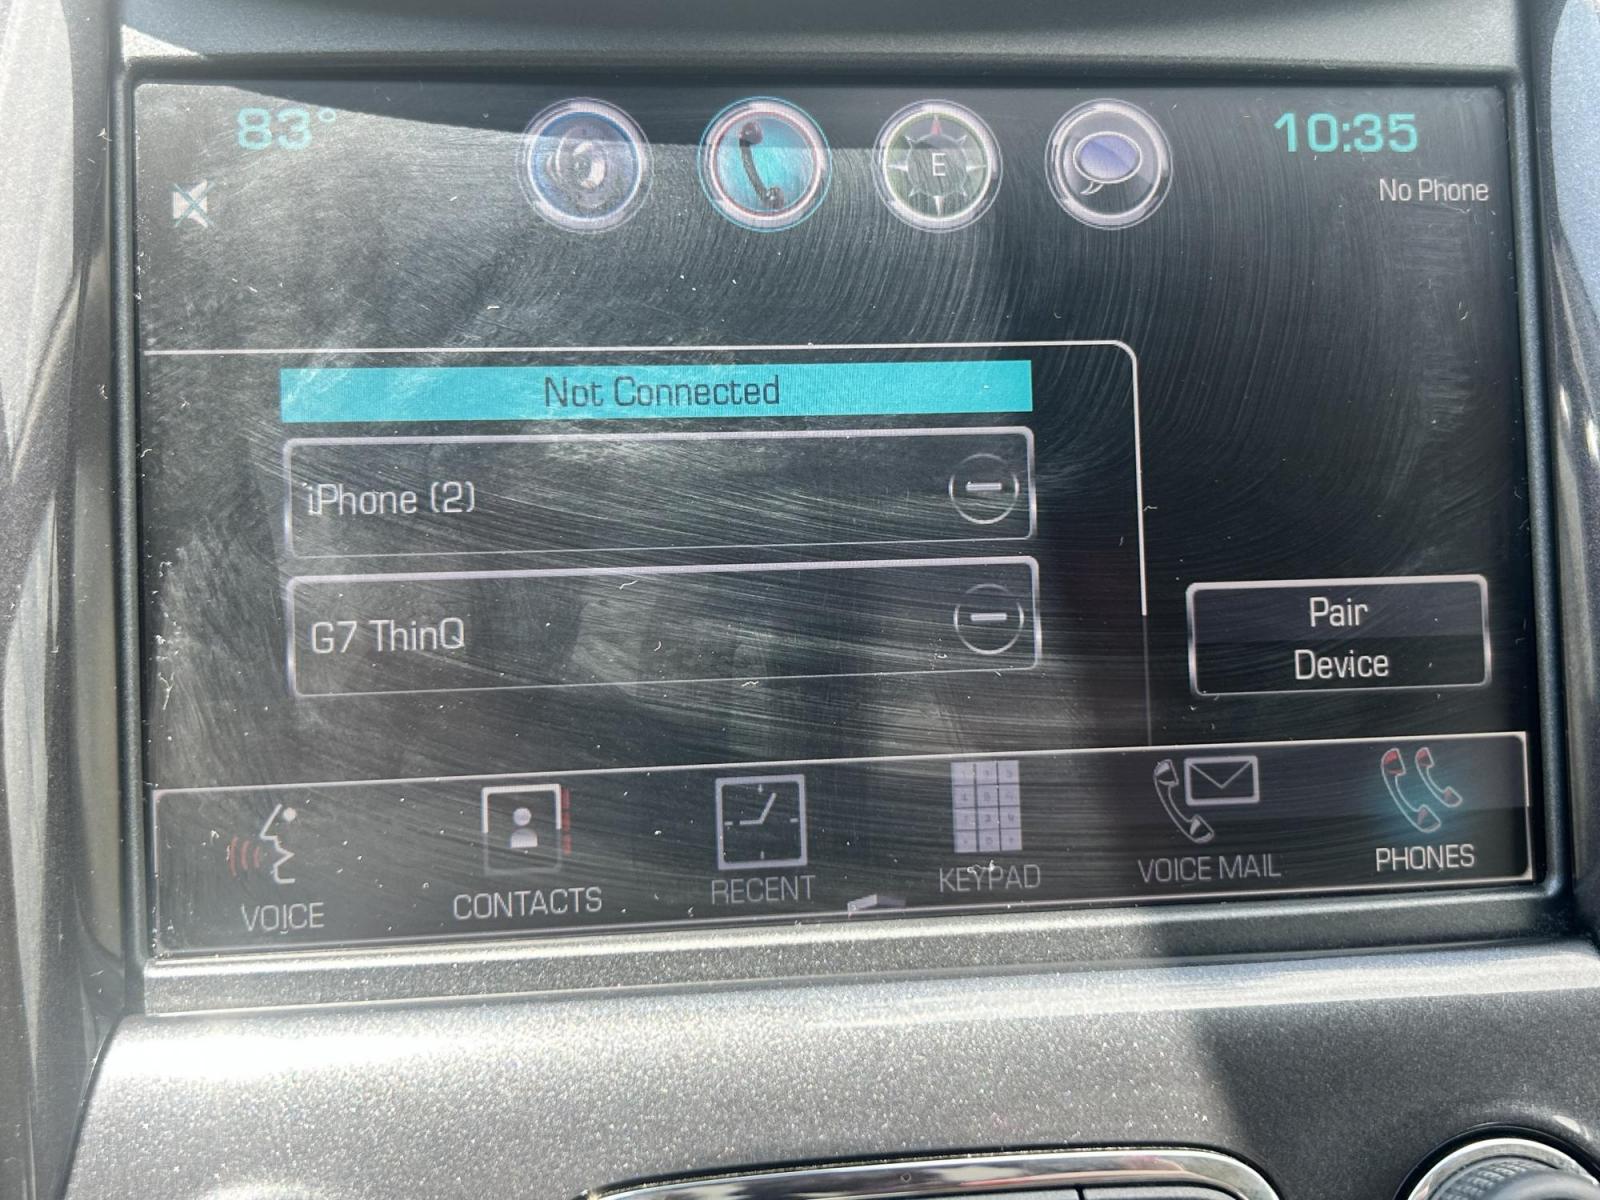 83°
E
10:35
No Phone
Not Connected
iPhone (2)
G7 ThinQ
Pair
Device
VOICE
CONTACTS
RECENT
KEYPAD
VOICE MAIL
PHONES